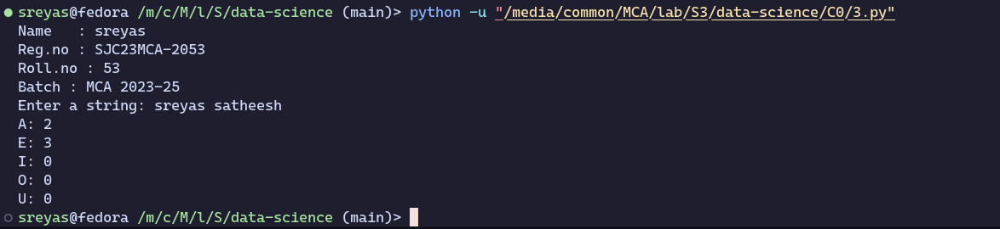 sreyas@fedora /m/c/M/l/S/data-science (main)> python -u "/media/common/MCA/lab/S3/data-science/C0/3.py"
Name   : sreyas
Reg.no : SJC23MCA-2053
Roll.no : 53
Batch : MCA 2023-25
Enter a string: sreyas satheesh
A: 2
E: 3
I: 0
O: 0
U: 0
sreyas@fedora /m/c/M/l/S/data-science (main)>